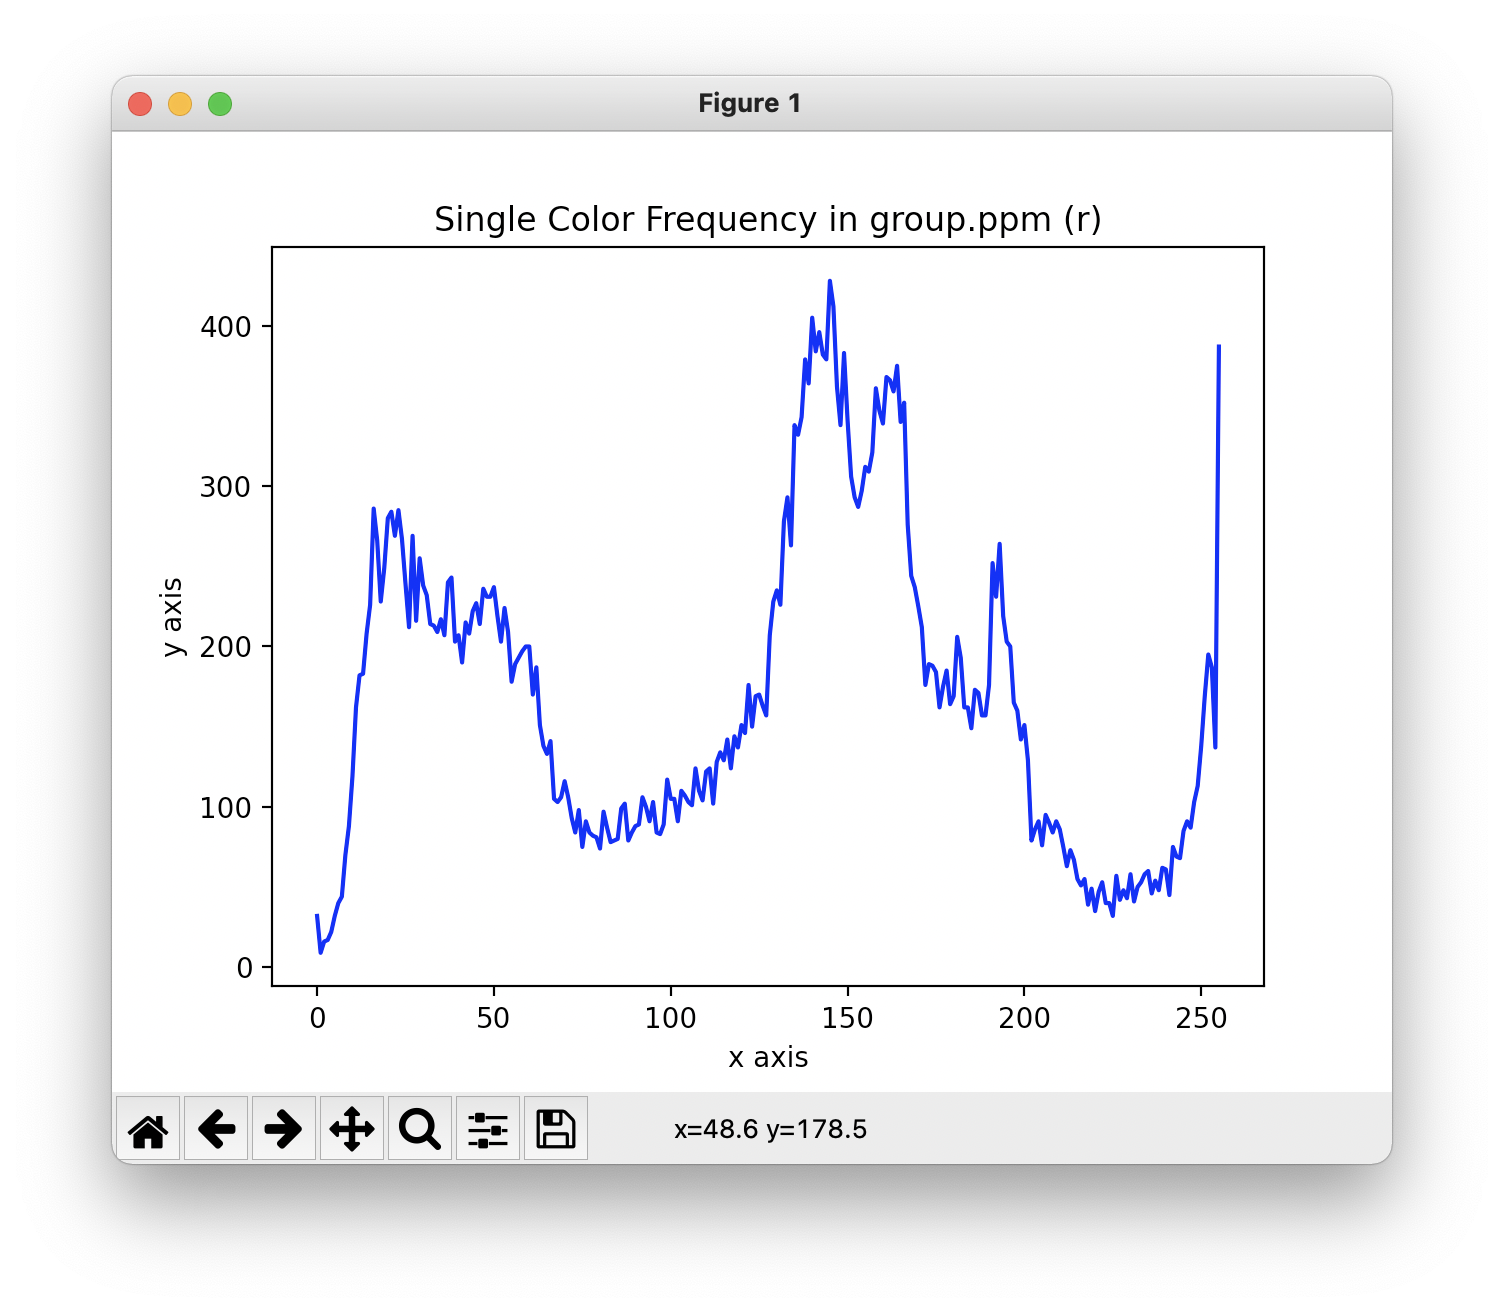 Figure 1
Single Color Frequency in group.ppm (r)
400
300
200
100
0
y axis
0 50 100 150 200 250
x axis
x=48.6 y=178.5